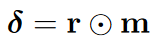 𝜹 = 𝐫 ⊙ 𝐦